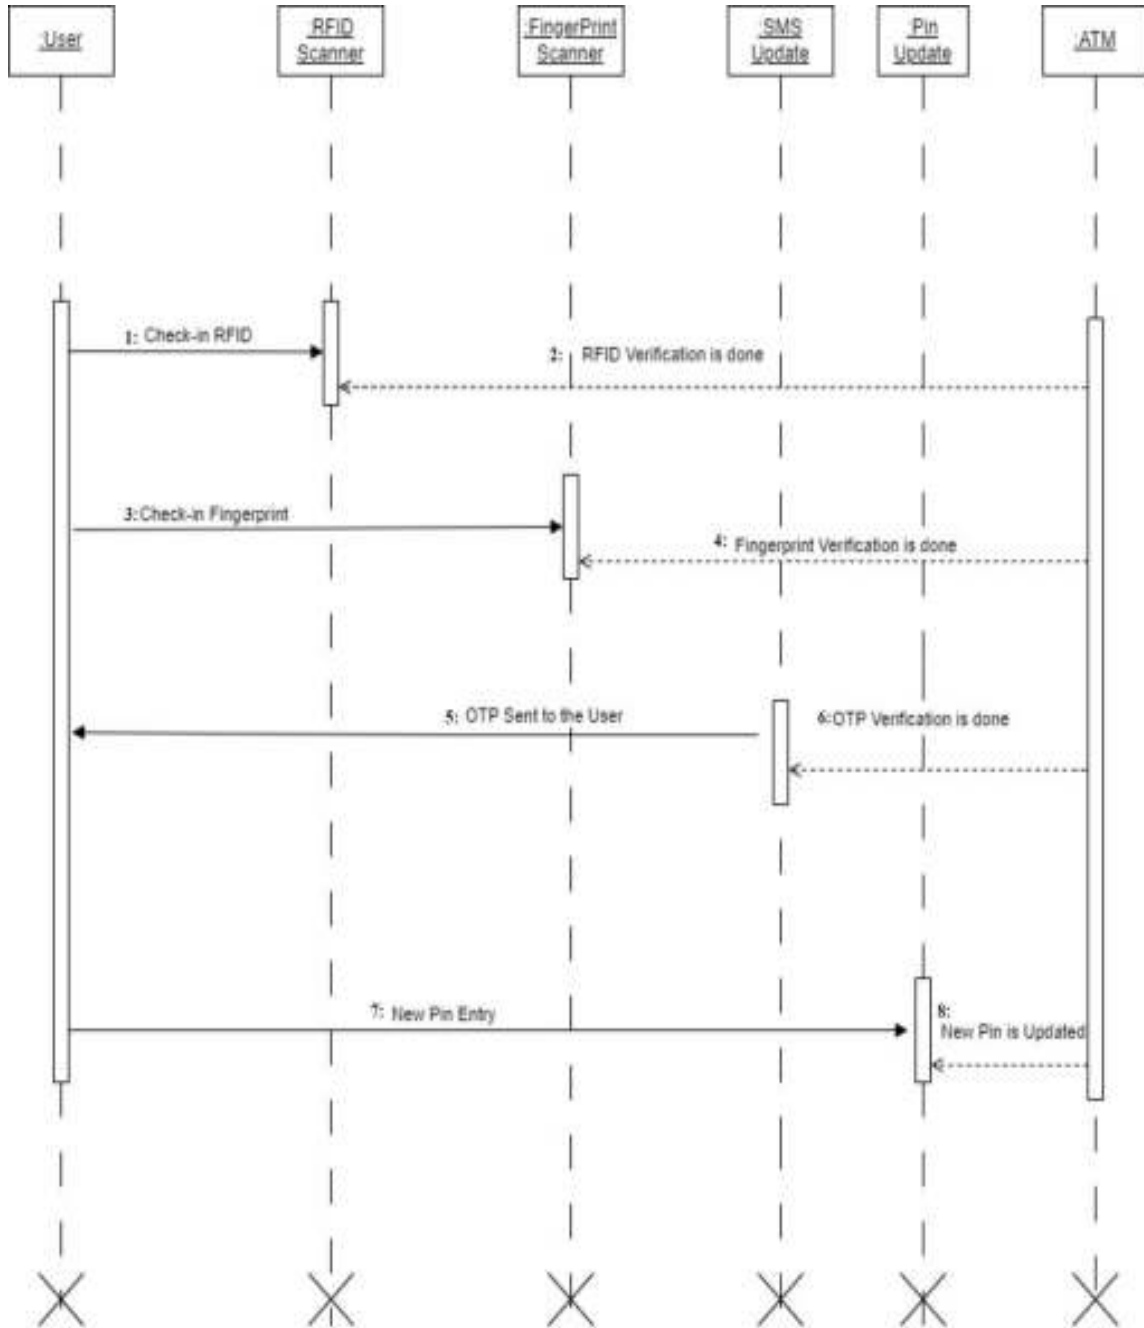 :User
:RFID
Scanner
:FingerPrint
Scanner
:SMS
Update
:Pin
Update
:ATM
1: Check-in RFID
2: RFID Verification is done
3:Check-in Fingerprint
4: Fingerprint Verification is done
5: OTP Sent to the User
6:OTP Verification is done
7: New Pin Entry
8:
New Pin is Updated